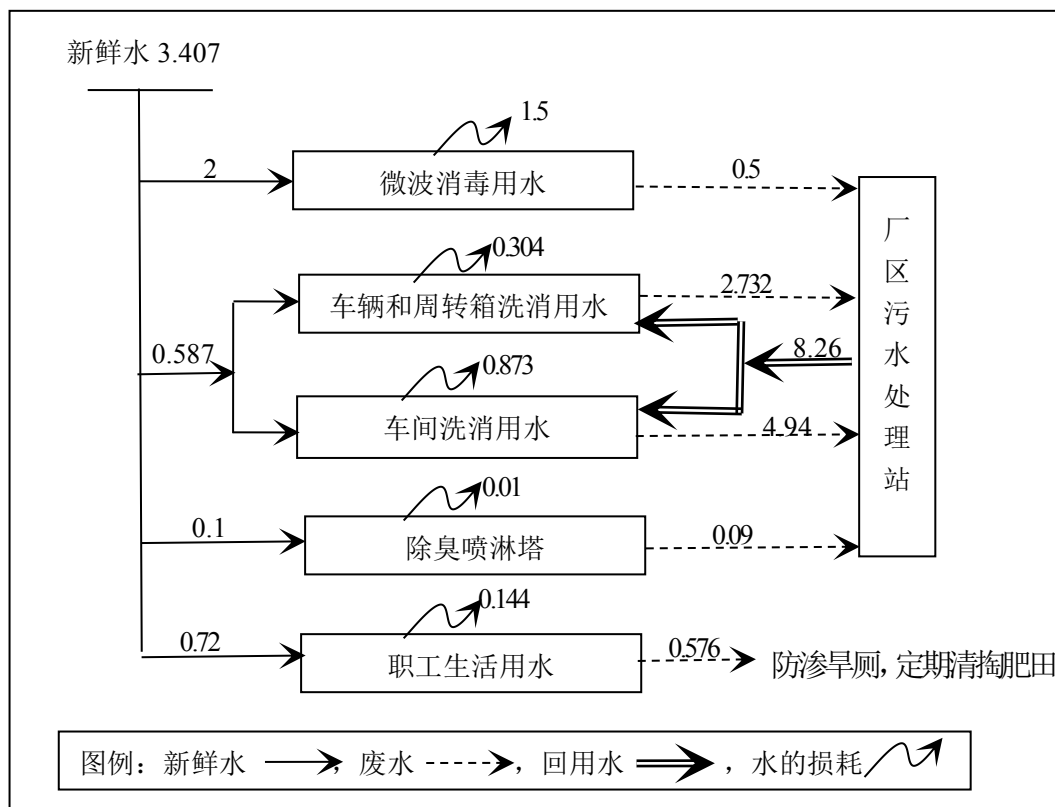 新鲜水 3.407
1.5
2
微波消毒用水
0.5
0.304
车辆和周转箱洗消用水
2.732
0.587
8.26
0.873
车间洗消用水
4.94
厂区污水处理站
0.01
0.1
除臭喷淋塔
0.09
0.144
0.72
职工生活用水
0.576
防渗旱厕，定期清掏肥田
图例：新鲜水 ，废水 ，回用水 ，水的损耗